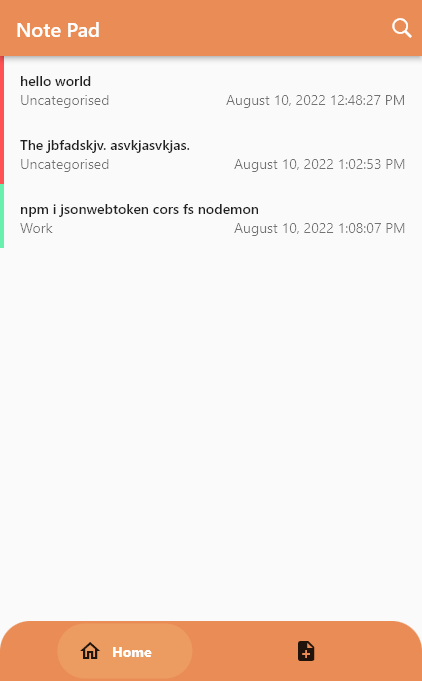 Note Pad
hello world
Uncategorised August 10, 2022 12:48:27 PM
The jbfadskjv. asvkjasvkjas.
Uncategorised August 10, 2022 1:02:53 PM
npm i jsonwebtoken cors fs nodemon
Work August 10, 2022 1:08:07 PM
Home